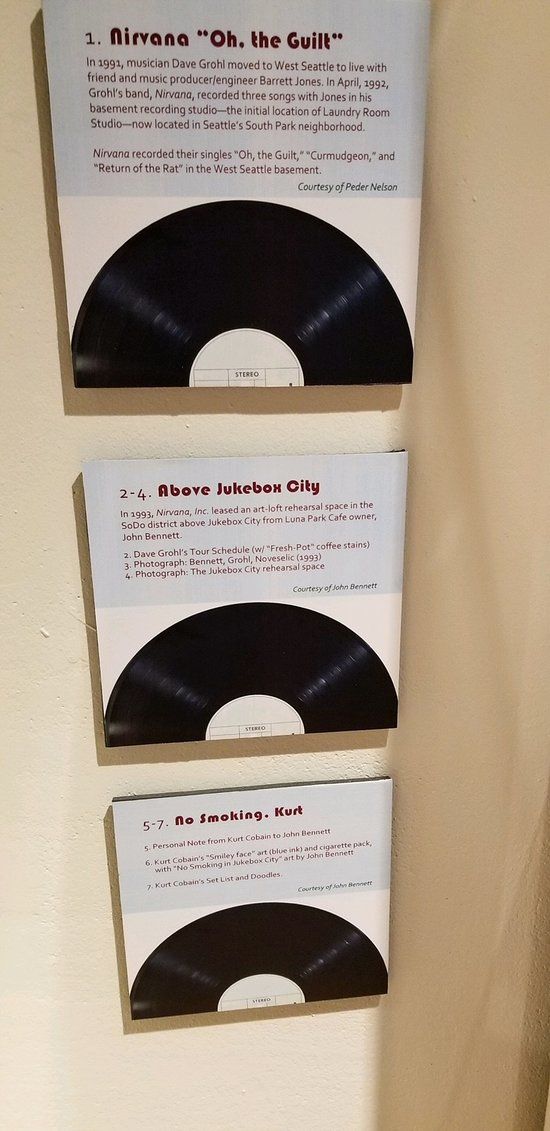 1. Nirvana "Oh, the Guilt"
In 1991, musician Dave Grohl moved to West Seattle to live with
friend and music producer/engineer Barrett Jones. In April, 1992,
Grohl's band, Nirvana, recorded three songs with Jones in his
basement recording studio—the initial location of Laundry Room
Studio—now located in Seattle's South Park neighborhood.
Nirvana recorded their singles "Oh, the Guilt," "Curmudgeon," and
"Return of the Rat" in the West Seattle basement.
Courtesy of Peder Nelson
STEREO
2-4. Above Jukebox City
In 1993, Nirvana, Inc. leased an art-loft rehearsal space in the
SoDo district above Jukebox City from Luna Park Cafe owner,
John Bennett.
2. Dave Grohl's Tour Schedule (w/ "Fresh-Pot" coffee stains)
3. Photograph: Bennett, Grohl, Noveselic (1993)
4. Photograph: The Jukebox City rehearsal space
Courtesy of John Bennett
STEREO
5-7. No Smoking, Kurt
5. Personal Note from Kurt Cobain to John Bennett
6. Kurt Cobain's "Smiley face" art (blue ink) and cigarette pack,
with "No Smoking in Jukebox City" art by John Bennett
7. Kurt Cobain's Set List and Doodles.
Courtesy of John Bennett
STEREO